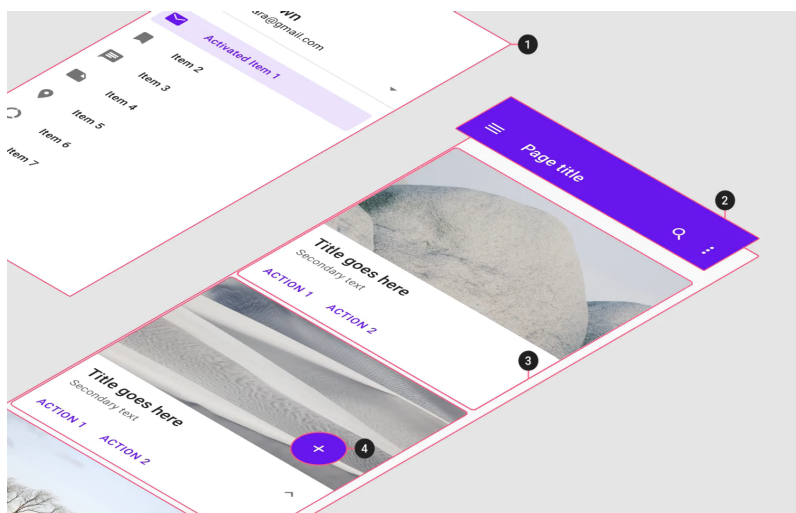 sra@gmail.com
Activated Item 1
Item 2
Item 3
Item 4
Item 5
Item 6
Item 7
1
Page title
2
Title goes here
Secondary text
ACTION 1 ACTION 2
3
Title goes here
Secondary text
ACTION 1 ACTION 2
+
4